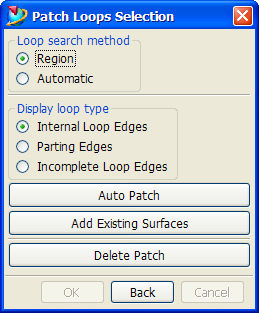 Patch Loops Selection
Loop search method
Region
Automatic
Display loop type
Internal Loop Edges
Parting Edges
Incomplete Loop Edges
Auto Patch
Add Existing Surfaces
Delete Patch
OK Back Cancel